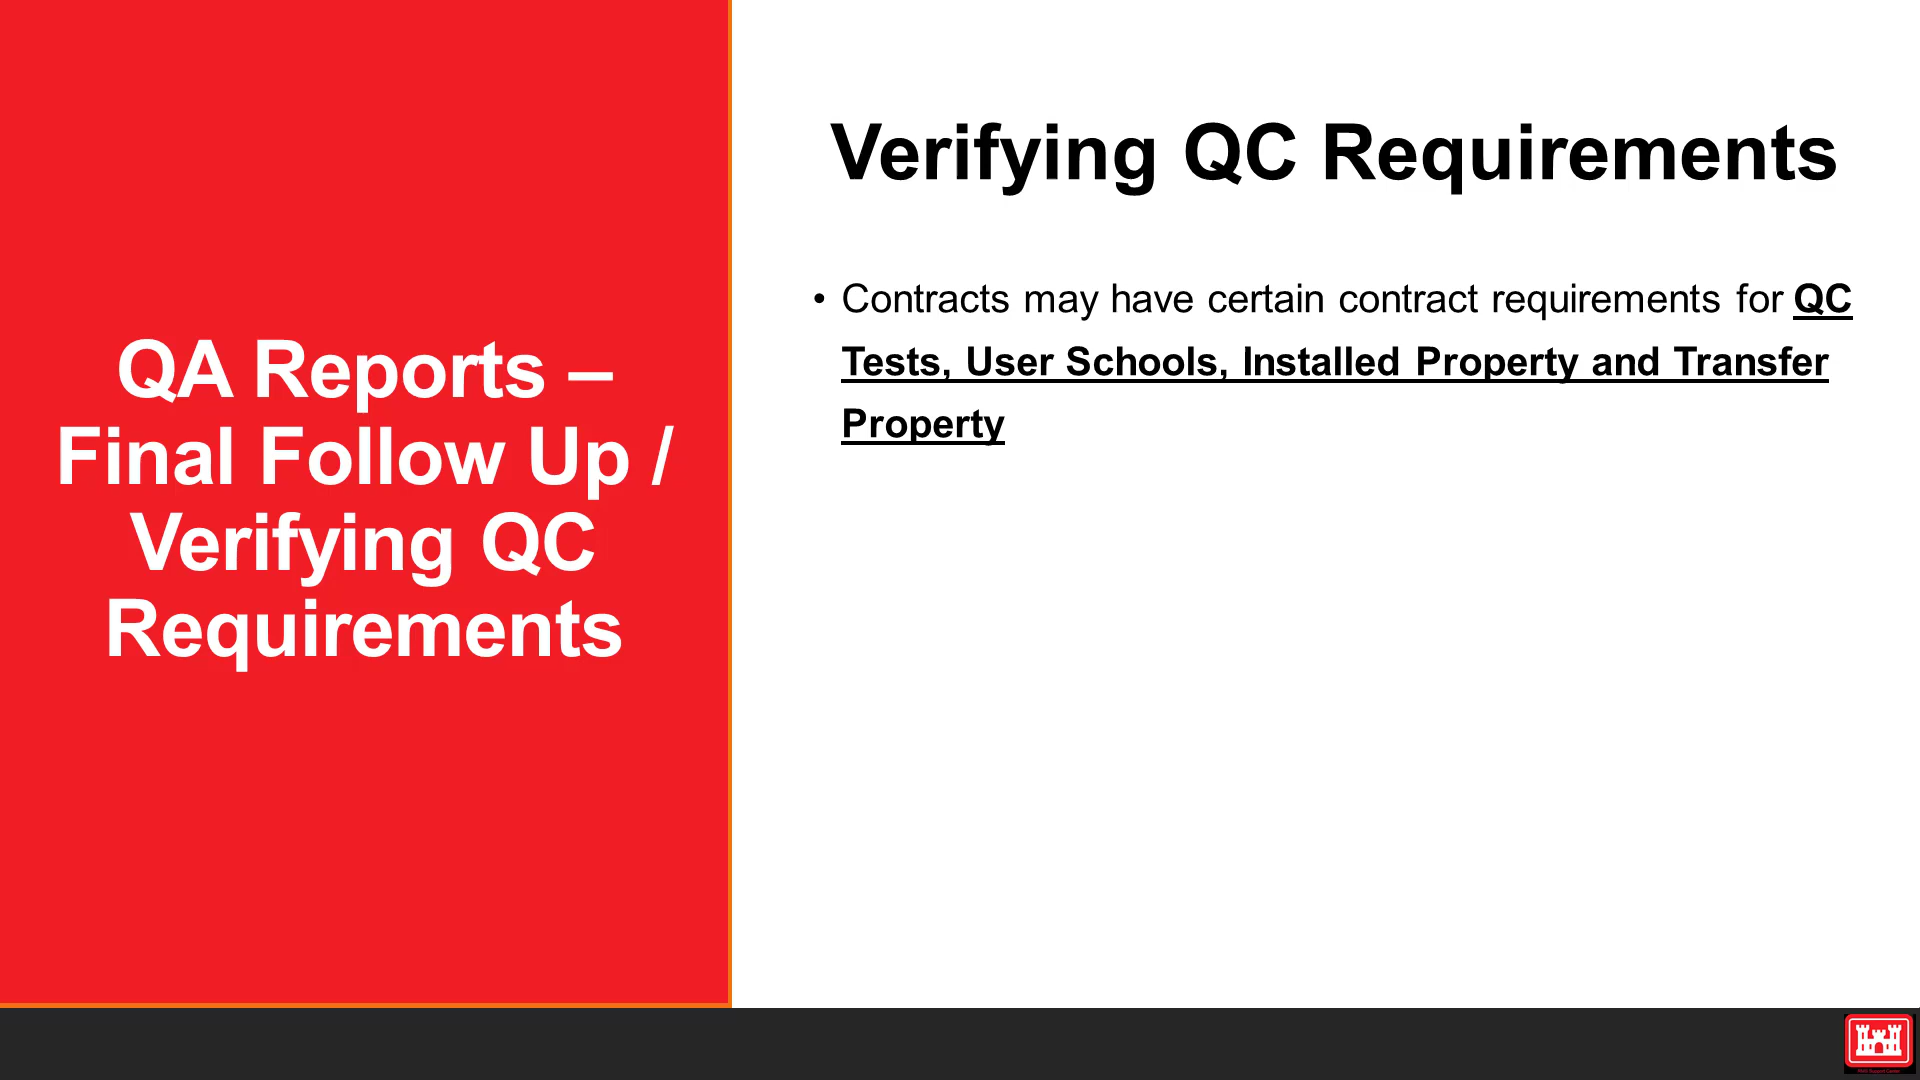 QA Reports –
Final Follow Up /
Verifying QC
Requirements
Verifying QC Requirements
• Contracts may have certain contract requirements for QC
Tests, User Schools, Installed Property and Transfer
Property